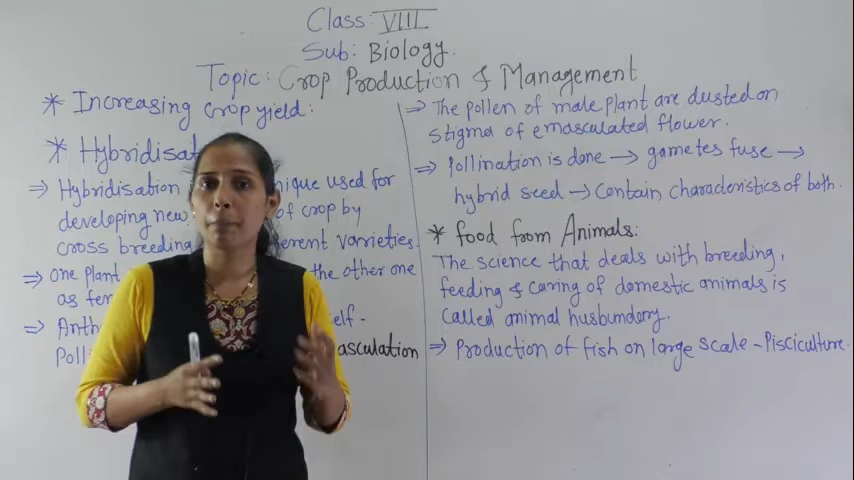 Class: VIII
Sub: Biology.
Topic: Crop Production & Management
* Increasing crop yield:
* Hybridisat
⇒ Hybridisation nique used for
developing new of crop by
cross breeding erent varieties.
⇒ One plant the other one
as fem
⇒ Anth elf-
Poll asculation
⇒ The pollen of male plant are dusted on
stigma of emasculated flower.
⇒ Pollination is done → gametes fuse →
hybrid seed → Contain characteristics of both.
* food from Animals:
The science that deals with breeding,
feeding & caring of domestic animals is
called animal husbundory.
⇒ Production of fish on large scale - Pisciculture.